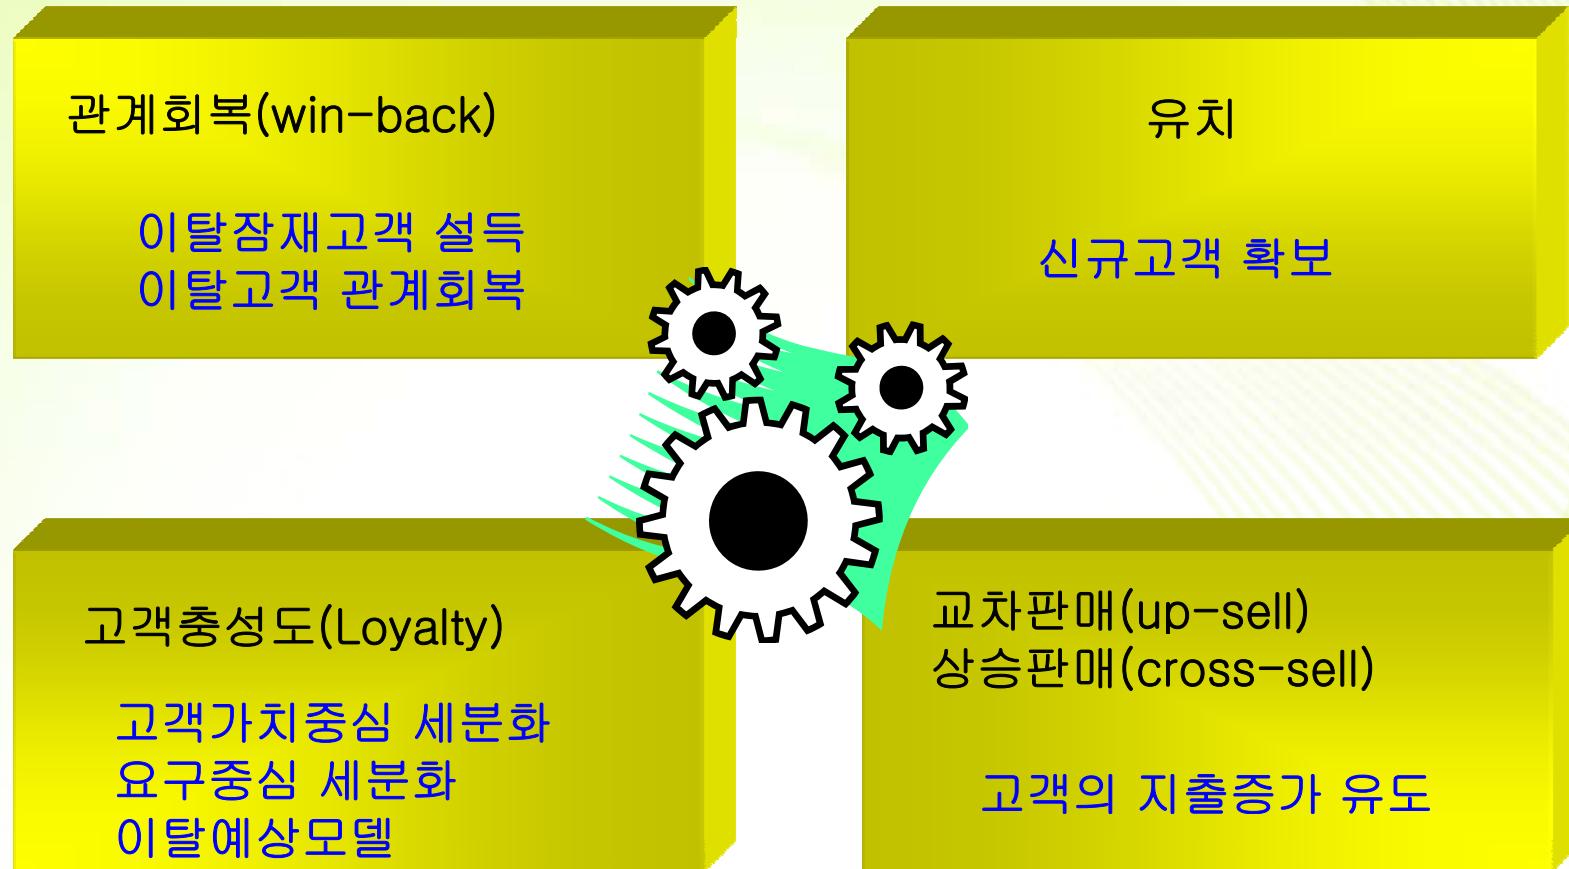 관계회복(win-back)
이탈잠재고객 설득
이탈고객 관계회복
유치
신규고객 확보
고객충성도(Loyalty)
고객가치중심 세분화
요구중심 세분화
이탈예상모델
교차판매(up-sell)
상승판매(cross-sell)
고객의 지출증가 유도